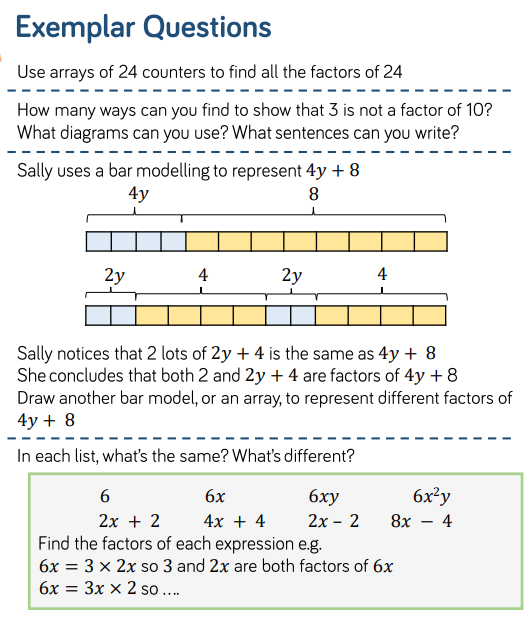 Exemplar Questions
Use arrays of 24 counters to find all the factors of 24
How many ways can you find to show that 3 is not a factor of 10?
What diagrams can you use? What sentences can you write?
Sally uses a bar modelling to represent 4y + 8
4y 8
2y 4 2y 4
Sally notices that 2 lots of 2y + 4 is the same as 4y + 8
She concludes that both 2 and 2y + 4 are factors of 4y + 8
Draw another bar model, or an array, to represent different factors of
4y + 8
In each list, what's the same? What's different?
6 6x 6xy 6x²y
2x + 2 4x + 4 2x − 2 8x − 4
Find the factors of each expression e.g.
6x = 3 × 2x so 3 and 2x are both factors of 6x
6x = 3x × 2 so ....